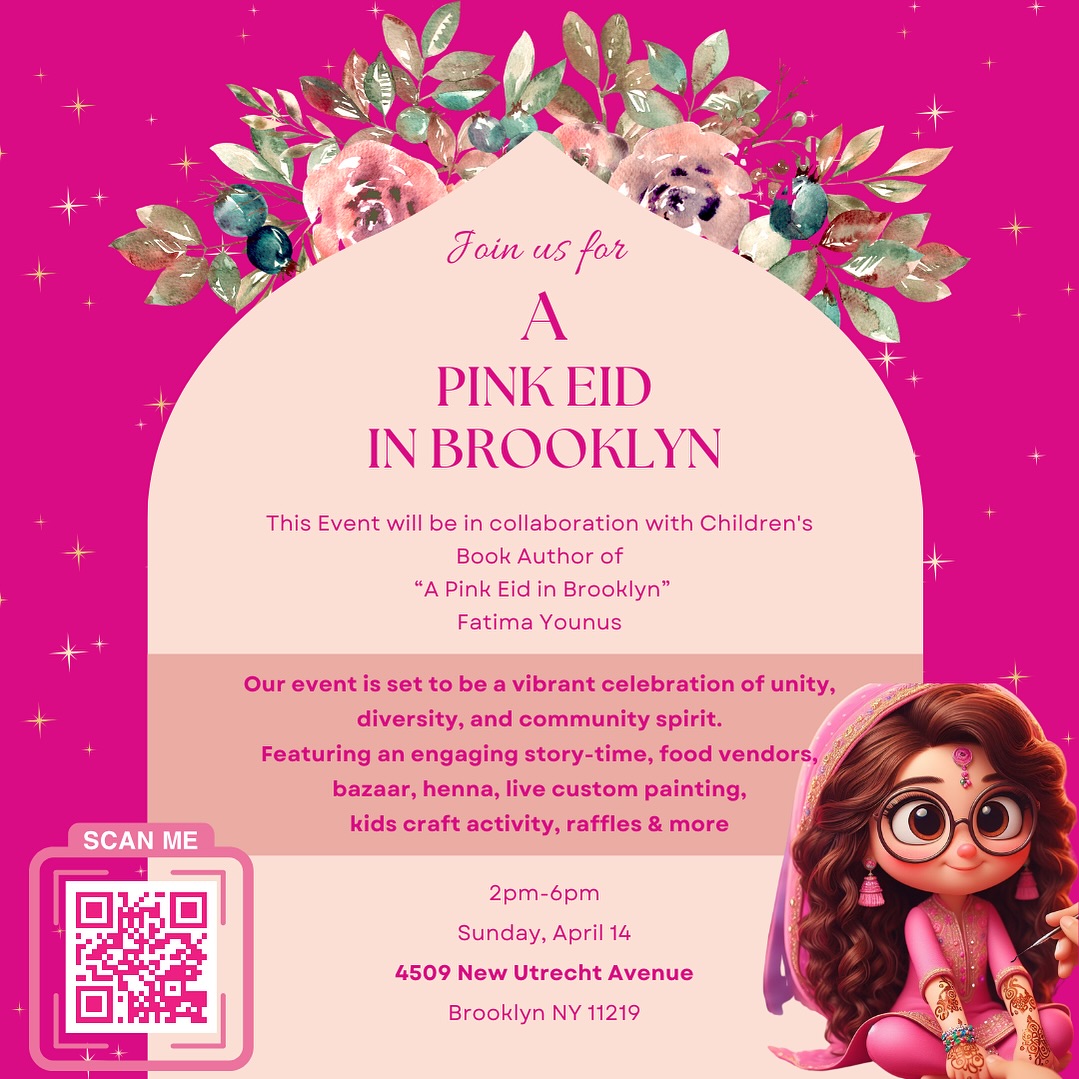 Join us for
A
PINK EID
IN BROOKLYN
This Event will be in collaboration with Children's
Book Author of
“A Pink Eid in Brooklyn”
Fatima Younus
Our event is set to be a vibrant celebration of unity,
diversity, and community spirit.
Featuring an engaging story-time, food vendors,
bazaar, henna, live custom painting,
kids craft activity, raffles & more
SCAN ME
2pm-6pm
Sunday, April 14
4509 New Utrecht Avenue
Brooklyn NY 11219